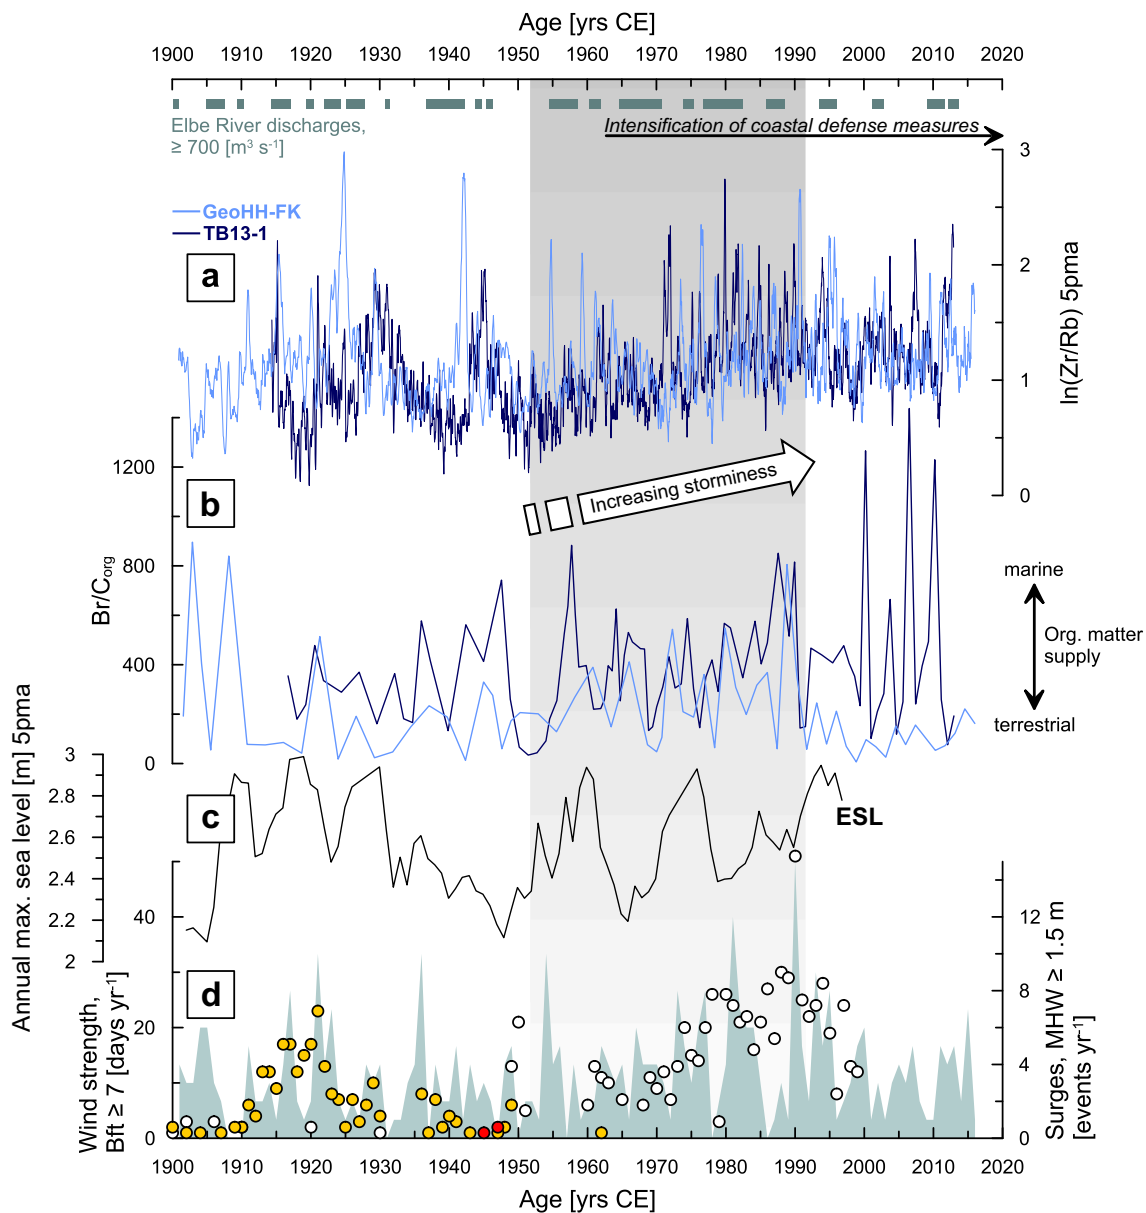 Age [yrs CE]
1900 1910 1920 1930 1940 1950 1960 1970 1980 1990 2000 2010 2020
Elbe River discharges,
≥ 700 [m³ s⁻¹]
Intensification of coastal defense measures
GeoHH-FK
TB13-1
a
3
2
1
0
ln(Zr/Rb) 5pma
b
1200
800
400
0
Br/Corg
Increasing storminess
marine
Org. matter
supply
terrestrial
c
3
2.8
2.6
2.4
2.2
2
Annual max. sea level [m] 5pma
ESL
d
40
20
0
Wind strength,
Bft ≥ 7 [days yr⁻¹]
12
8
4
0
Surges, MHW ≥ 1.5 m
[events yr⁻¹]
1900 1910 1920 1930 1940 1950 1960 1970 1980 1990 2000 2010 2020
Age [yrs CE]